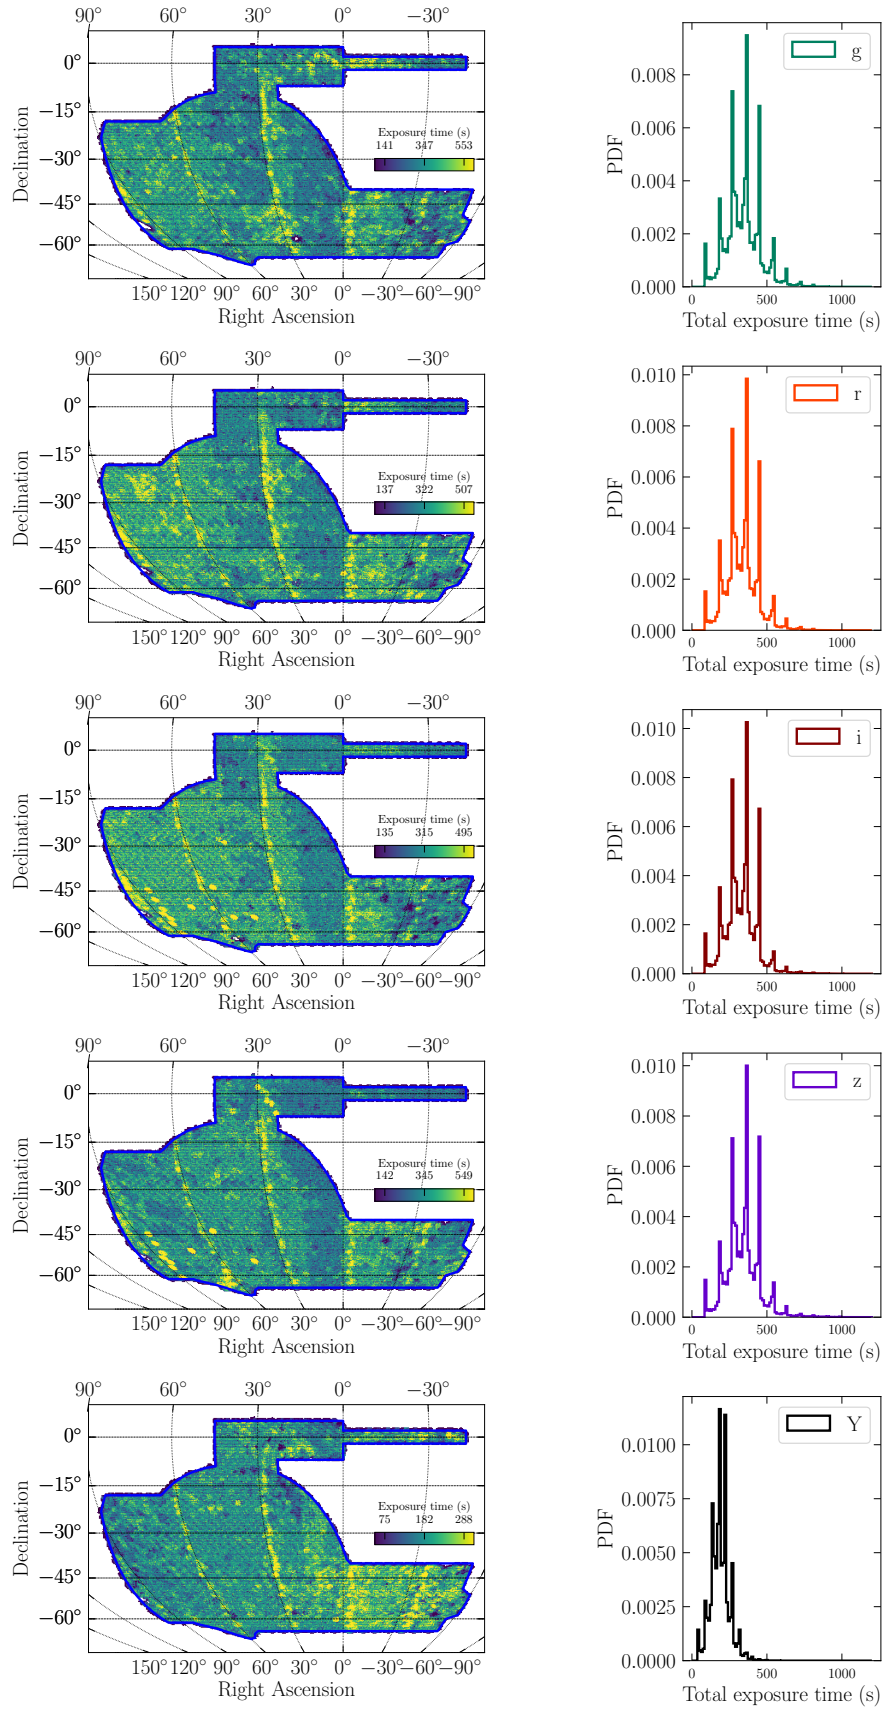 90° 60° 30° 0° −30°
0°
−15°
−30°
−45°
−60°
Declination
Exposure time (s)
141 347 553
150° 120° 90° 60° 30° 0° −30° −60° −90°
Right Ascension
g
0.008
0.006
0.004
0.002
0.000
PDF
0 500 1000
Total exposure time (s)
90° 60° 30° 0° −30°
0°
−15°
−30°
−45°
−60°
Declination
Exposure time (s)
137 322 507
150° 120° 90° 60° 30° 0° −30° −60° −90°
Right Ascension
r
0.010
0.008
0.006
0.004
0.002
0.000
PDF
0 500 1000
Total exposure time (s)
90° 60° 30° 0° −30°
0°
−15°
−30°
−45°
−60°
Declination
Exposure time (s)
135 315 495
150° 120° 90° 60° 30° 0° −30° −60° −90°
Right Ascension
i
0.010
0.008
0.006
0.004
0.002
0.000
PDF
0 500 1000
Total exposure time (s)
90° 60° 30° 0° −30°
0°
−15°
−30°
−45°
−60°
Declination
Exposure time (s)
142 345 549
150° 120° 90° 60° 30° 0° −30° −60° −90°
Right Ascension
z
0.010
0.008
0.006
0.004
0.002
0.000
PDF
0 500 1000
Total exposure time (s)
90° 60° 30° 0° −30°
0°
−15°
−30°
−45°
−60°
Declination
Exposure time (s)
75 182 288
150° 120° 90° 60° 30° 0° −30° −60° −90°
Right Ascension
Y
0.0100
0.0075
0.0050
0.0025
0.0000
PDF
0 500 1000
Total exposure time (s)